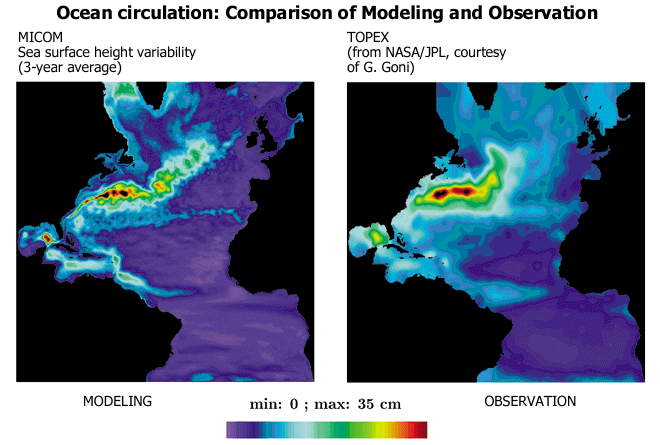 Ocean circulation: Comparison of Modeling and Observation
MICOM
Sea surface height variability
(3-year average)
TOPEX
(from NASA/JPL, courtesy
of G. Goni)
MODELING
min: 0 ; max: 35 cm
OBSERVATION